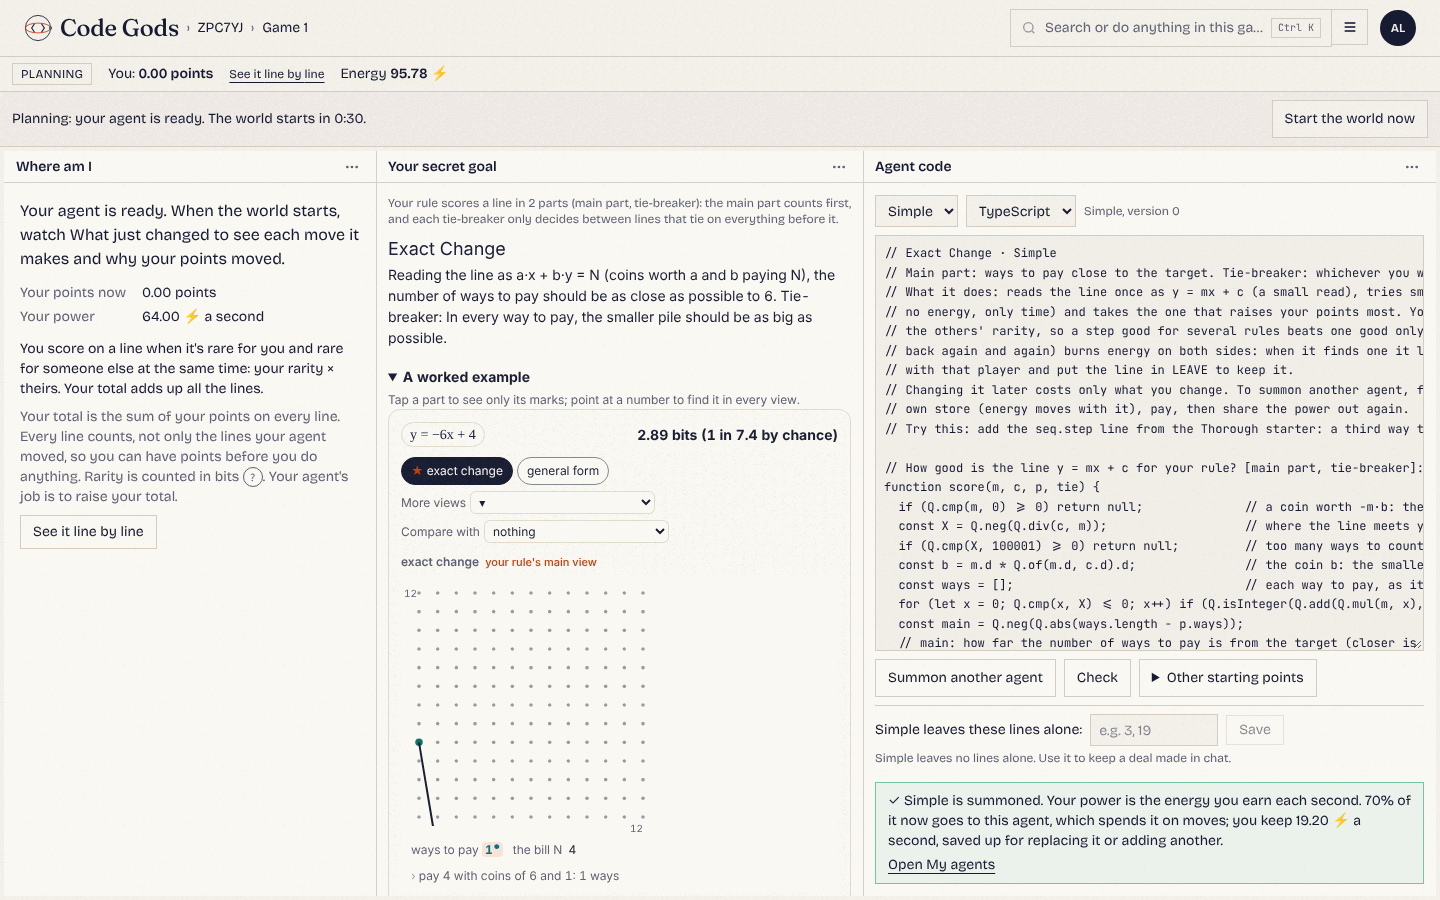 Code Gods › ZPC7YJ › Game 1
Search or do anything in this ga... Ctrl K
AL
PLANNING You: 0.00 points See it line by line Energy 95.78 ⚡
Planning: your agent is ready. The world starts in 0:30.
Start the world now
Where am I
Your agent is ready. When the world starts,
watch What just changed to see each move it
makes and why your points moved.
Your points now 0.00 points
Your power 64.00 ⚡ a second
You score on a line when it's rare for you and rare
for someone else at the same time: your rarity ×
theirs. Your total adds up all the lines.
Your total is the sum of your points on every line.
Every line counts, not only the lines your agent
moved, so you can have points before you do
anything. Rarity is counted in bits ?. Your agent's
job is to raise your total.
See it line by line
Your secret goal
Your rule scores a line in 2 parts (main part, tie-breaker): the main part counts first,
and each tie-breaker only decides between lines that tie on everything before it.
Exact Change
Reading the line as a·x + b·y = N (coins worth a and b paying N), the
number of ways to pay should be as close as possible to 6. Tie-
breaker: In every way to pay, the smaller pile should be as big as
possible.
▼ A worked example
Tap a part to see only its marks; point at a number to find it in every view.
y = −6x + 4
2.89 bits (1 in 7.4 by chance)
★ exact change general form
More views ▾
Compare with nothing
exact change your rule's main view
12
12
ways to pay 1 the bill N 4
› pay 4 with coins of 6 and 1: 1 ways
Agent code
Simple TypeScript Simple, version 0
// Exact Change · Simple
// Main part: ways to pay close to the target. Tie-breaker: whichever you w
// What it does: reads the line once as y = mx + c (a small read), tries sm
// no energy, only time) and takes the one that raises your points most. Yo
// the others' rarity, so a step good for several rules beats one good only
// back again and again) burns energy on both sides: when it finds one it l
// with that player and put the line in LEAVE to keep it.
// Changing it later costs only what you change. To summon another agent, f
// own store (energy moves with it), pay, then share the power out again.
// Try this: add the seq.step line from the Thorough starter: a third way t
// How good is the line y = mx + c for your rule? [main part, tie-breaker]:
function score(m, c, p, tie) {
if (Q.cmp(m, 0) ⩾ 0) return null; // a coin worth -m·b: the
const X = Q.neg(Q.div(c, m)); // where the line meets y
if (Q.cmp(X, 100001) ⩾ 0) return null; // too many ways to count
const b = m.d * Q.of(m.d, c.d).d; // the coin b: the smalle
const ways = []; // each way to pay, as it
for (let x = 0; Q.cmp(x, X) ⩽ 0; x++) if (Q.isInteger(Q.add(Q.mul(m, x),
const main = Q.neg(Q.abs(ways.length - p.ways));
// main: how far the number of ways to pay is from the target (closer is
Summon another agent Check ▶ Other starting points
Simple leaves these lines alone: e.g. 3, 19 Save
Simple leaves no lines alone. Use it to keep a deal made in chat.
✓ Simple is summoned. Your power is the energy you earn each second. 70% of
it now goes to this agent, which spends it on moves; you keep 19.20 ⚡ a
second, saved up for replacing it or adding another.
Open My agents